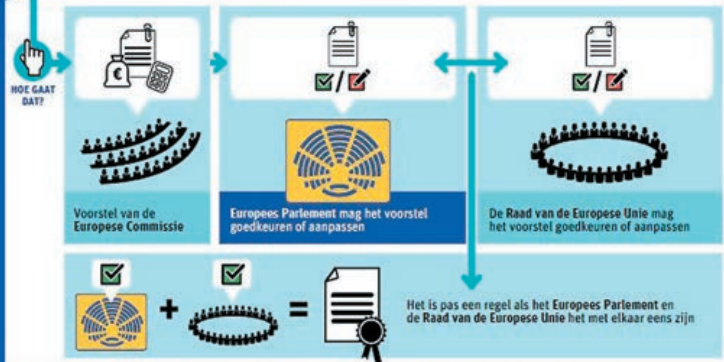 HOE GAAT
DAT?
€
Voorstel van de
Europese Commissie
/
Europees Parlement mag het voorstel
goedkeuren of aanpassen
/
De Raad van de Europese Unie mag
het voorstel goedkeuren of aanpassen
+ =
Het is pas een regel als het Europees Parlement en
de Raad van de Europese Unie het met elkaar eens zijn